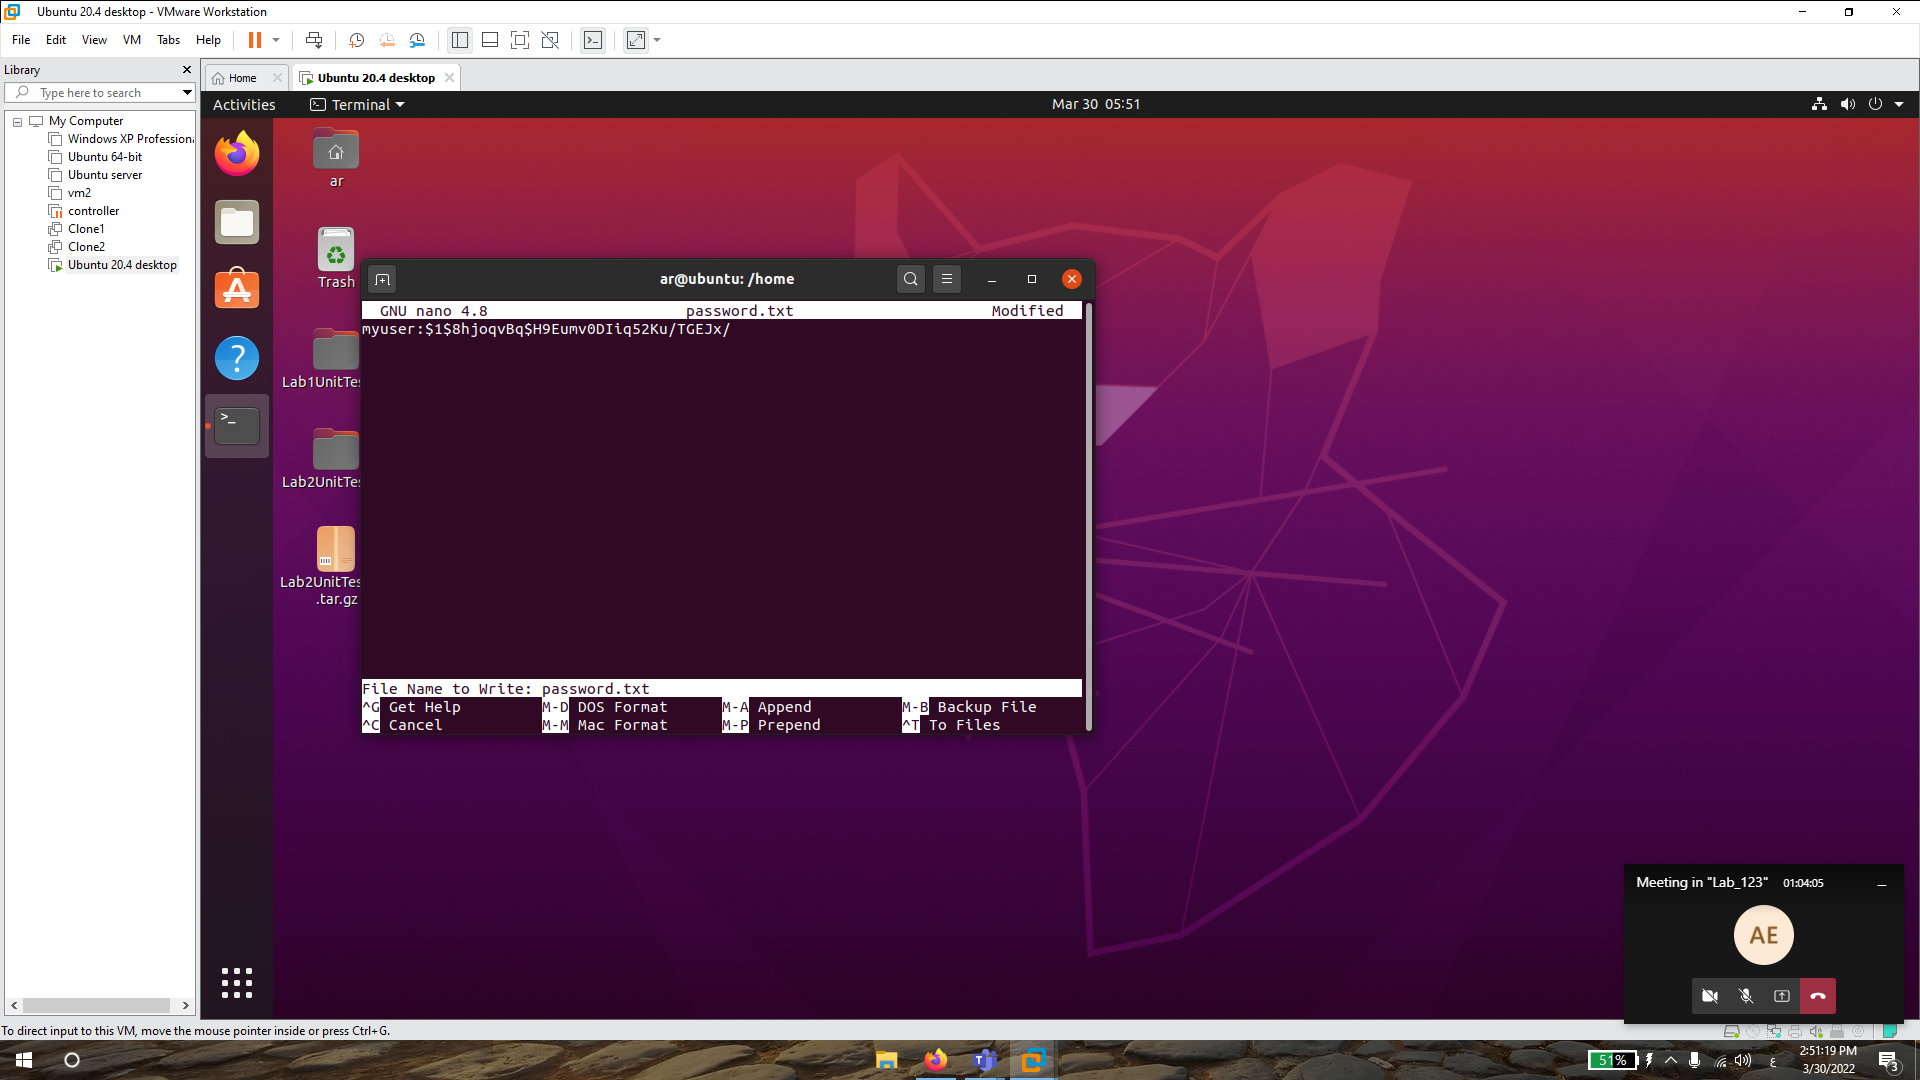 Ubuntu 20.4 desktop - VMware Workstation
File Edit View VM Tabs Help
Library
Type here to search
My Computer
Windows XP Professiona
Ubuntu 64-bit
Ubuntu server
vm2
controller
Clone1
Clone2
Ubuntu 20.4 desktop
Home
Ubuntu 20.4 desktop
Activities
Terminal
Mar 30 05:51
ar
Trash
Lab1UnitTes
Lab2UnitTes
Lab2UnitTes
.tar.gz
ar@ubuntu: /home
GNU nano 4.8 password.txt Modified
myuser:$1$8hjoqvBq$H9Eumv0DIiq52Ku/TGEJx/
File Name to Write: password.txt
^G Get Help M-D DOS Format M-A Append M-B Backup File
^C Cancel M-M Mac Format M-P Prepend ^T To Files
Meeting in "Lab_123" 01:04:05
AE
To direct input to this VM, move the mouse pointer inside or press Ctrl+G.
51%
ع
2:51:19 PM
3/30/2022
3